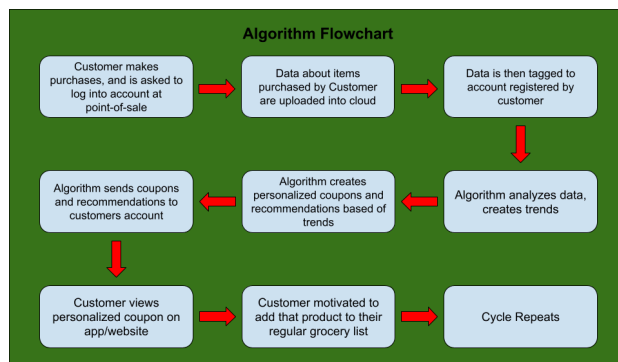 Algorithm Flowchart
Customer makes
purchases, and is asked to
log into account at
point-of-sale
Data about items
purchased by Customer
are uploaded into cloud
Data is then tagged to
account registered by
customer
Algorithm analyzes data,
creates trends
Algorithm creates
personalized coupons and
recommendations based of
trends
Algorithm sends coupons
and recommendations to
customers account
Customer views
personalized coupon on
app/website
Customer motivated to
add that product to their
regular grocery list
Cycle Repeats